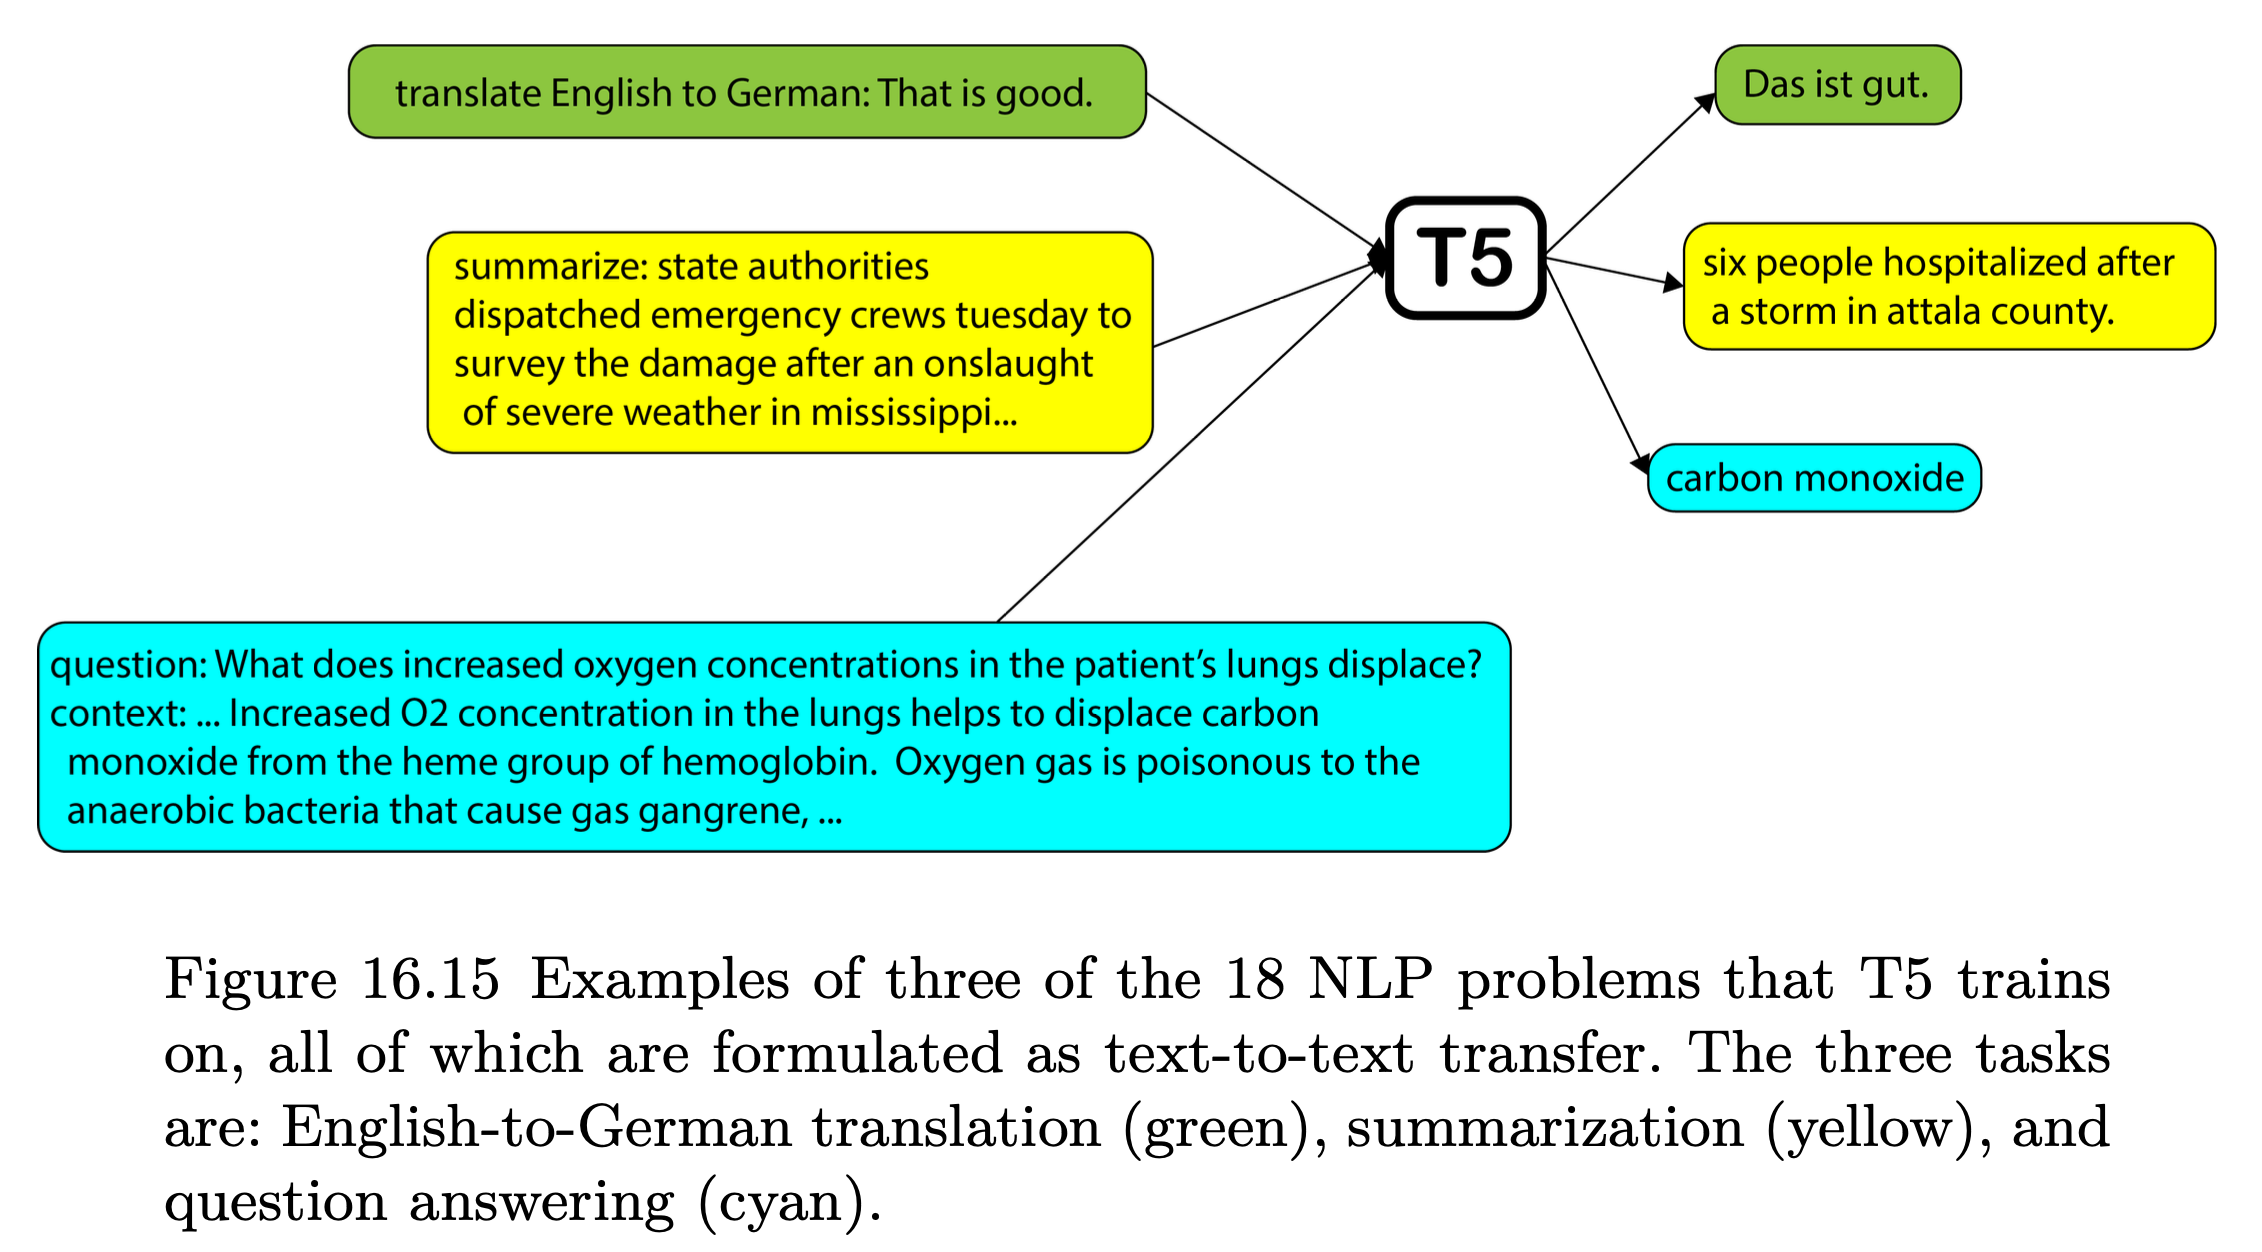 translate English to German: That is good.
Das ist gut.
T5
summarize: state authorities
dispatched emergency crews tuesday to
survey the damage after an onslaught
of severe weather in mississippi...
six people hospitalized after
a storm in attala county.
carbon monoxide
question: What does increased oxygen concentrations in the patient’s lungs displace?
context: ... Increased O2 concentration in the lungs helps to displace carbon
monoxide from the heme group of hemoglobin. Oxygen gas is poisonous to the
anaerobic bacteria that cause gas gangrene, ...
Figure 16.15 Examples of three of the 18 NLP problems that T5 trains
on, all of which are formulated as text-to-text transfer. The three tasks
are: English-to-German translation (green), summarization (yellow), and
question answering (cyan).